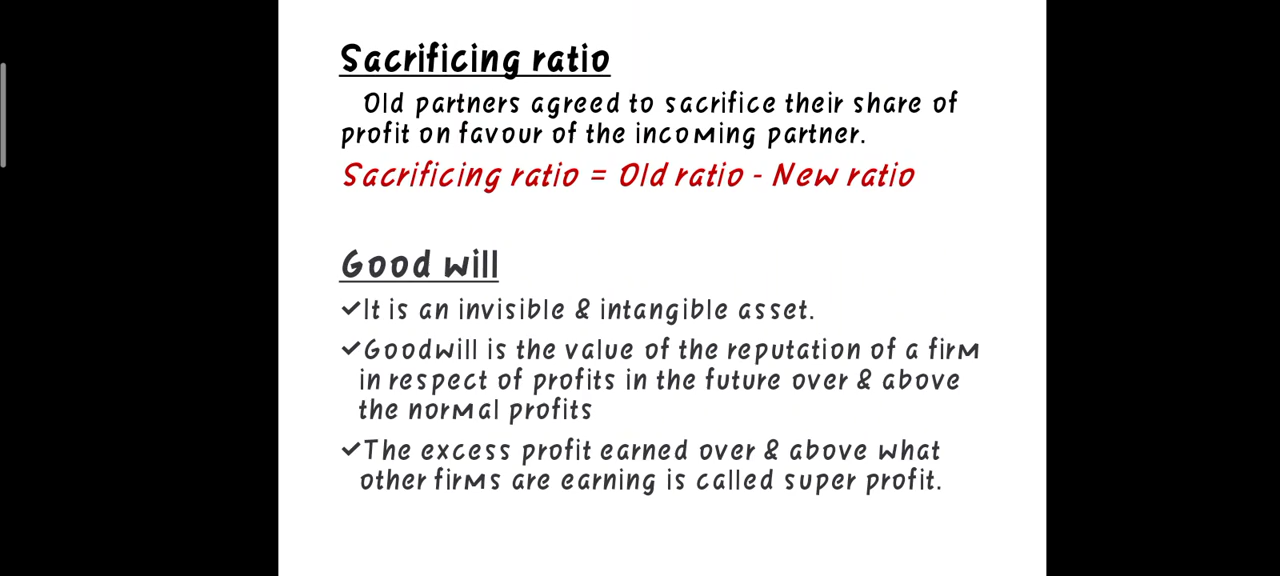 Sacrificing ratio
Old partners agreed to sacrifice their share of
profit on favour of the incoming partner.
Sacrificing ratio = Old ratio - New ratio
Good will
✓It is an invisible & intangible asset.
✓Goodwill is the value of the reputation of a firm
in respect of profits in the future over & above
the normal profits
✓The excess profit earned over & above what
other firms are earning is called super profit.